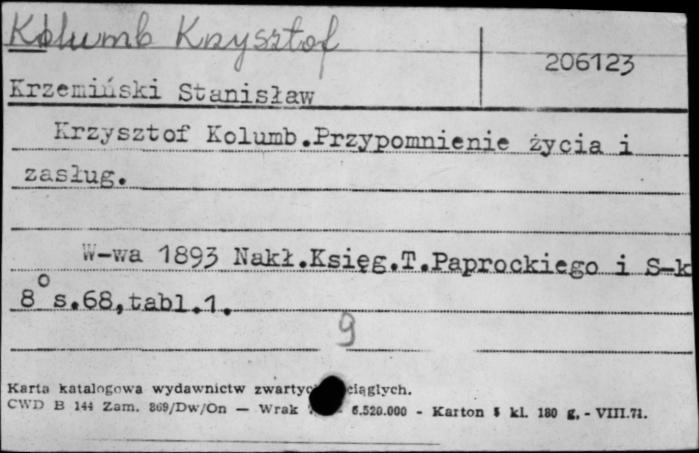 Kolumb Krzysztof
206123
Krzemiński Stanisław
Krzysztof Kolumb.Przypomnienie życia i
zasług.
W-wa 1893 Nakł.Księg.T.Paprockiego i S-k
8° s.68,tabl.1.
9
Karta katalogowa wydawnictw ciągłych.
CWD B 144 Zam. 869/Dw/On — Wrak 6.520.000 - Karton kl. 180 g. - VIII.71.